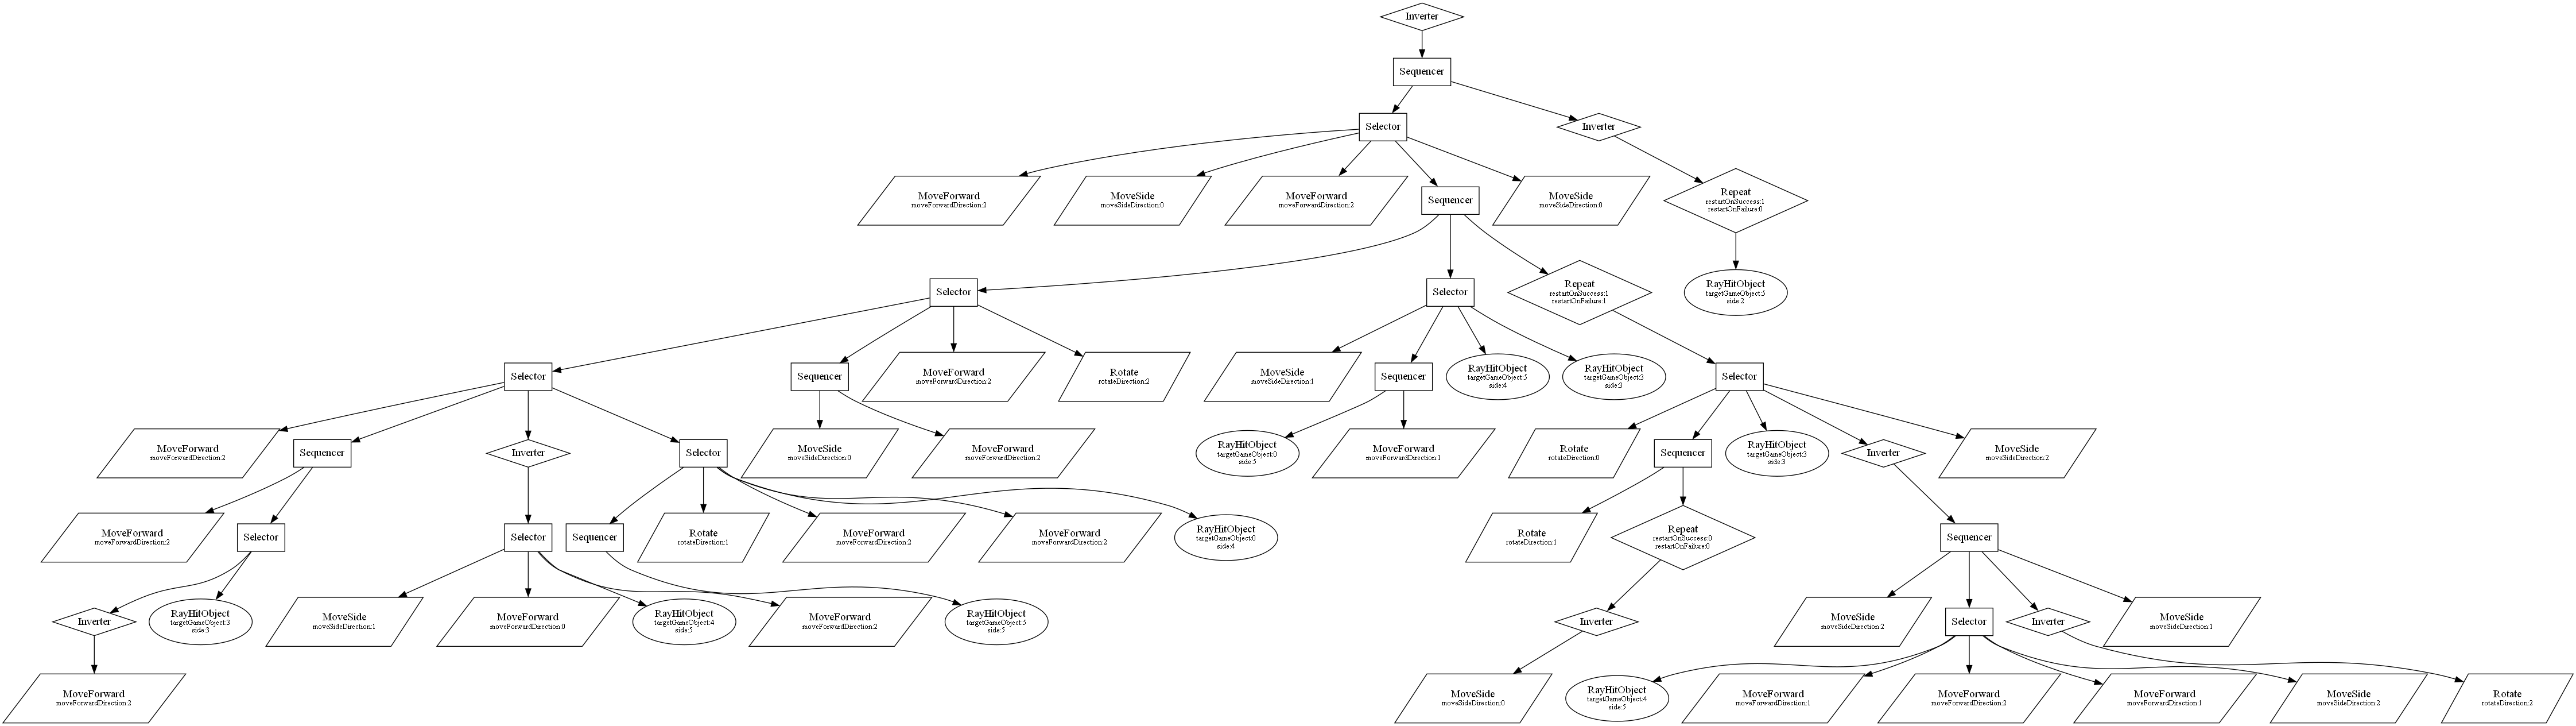 Inverter
Sequencer
Selector
Inverter
MoveForward
moveForwardDirection:2
MoveSide
moveSideDirection:0
MoveForward
moveForwardDirection:2
Sequencer
MoveSide
moveSideDirection:0
Repeat
restartOnSuccess:1
restartOnFailure:0
Selector
Selector
Repeat
restartOnSuccess:1
restartOnFailure:1
RayHitObject
targetGameObject:5
side:2
Selector
Sequencer
MoveForward
moveForwardDirection:2
Rotate
rotateDirection:2
MoveSide
moveSideDirection:1
Sequencer
RayHitObject
targetGameObject:5
side:4
RayHitObject
targetGameObject:3
side:3
Selector
MoveForward
moveForwardDirection:2
Sequencer
Inverter
Selector
MoveSide
moveSideDirection:0
MoveForward
moveForwardDirection:2
RayHitObject
targetGameObject:0
side:5
MoveForward
moveForwardDirection:1
Rotate
rotateDirection:0
Sequencer
RayHitObject
targetGameObject:3
side:3
Inverter
MoveSide
moveSideDirection:2
MoveForward
moveForwardDirection:2
Selector
Selector
Sequencer
Rotate
rotateDirection:1
MoveForward
moveForwardDirection:2
MoveForward
moveForwardDirection:2
RayHitObject
targetGameObject:0
side:4
Rotate
rotateDirection:1
Repeat
restartOnSuccess:0
restartOnFailure:0
Sequencer
Inverter
RayHitObject
targetGameObject:3
side:3
MoveSide
moveSideDirection:1
MoveForward
moveForwardDirection:0
RayHitObject
targetGameObject:4
side:5
MoveForward
moveForwardDirection:2
RayHitObject
targetGameObject:5
side:5
Inverter
MoveSide
moveSideDirection:2
Selector
Inverter
MoveSide
moveSideDirection:1
MoveForward
moveForwardDirection:2
MoveSide
moveSideDirection:0
RayHitObject
targetGameObject:4
side:5
MoveForward
moveForwardDirection:1
MoveForward
moveForwardDirection:2
MoveForward
moveForwardDirection:1
MoveSide
moveSideDirection:2
Rotate
rotateDirection:2